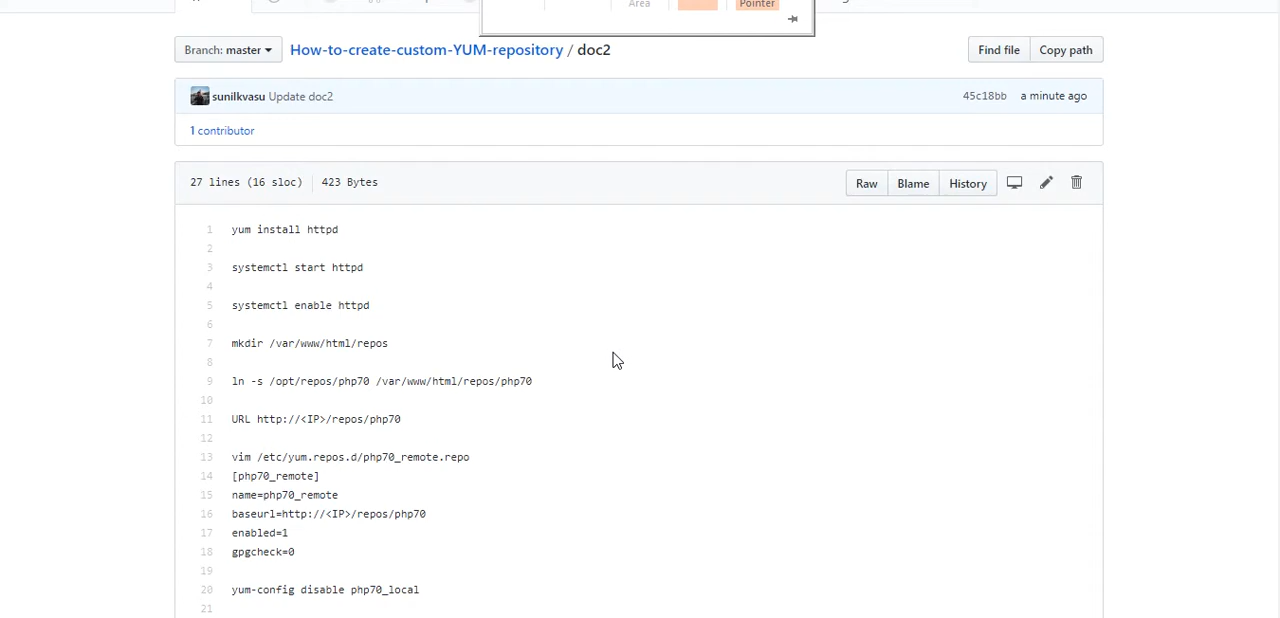 Area
Pointer
Branch: master
How-to-create-custom-YUM-repository / doc2
Find file
Copy path
sunilkvasu Update doc2
45c18bb a minute ago
1 contributor
27 lines (16 sloc) 423 Bytes
Raw
Blame
History
1 yum install httpd
2
3 systemctl start httpd
4
5 systemctl enable httpd
6
7 mkdir /var/www/html/repos
8
9 ln -s /opt/repos/php70 /var/www/html/repos/php70
10
11 URL http://<IP>/repos/php70
12
13 vim /etc/yum.repos.d/php70_remote.repo
14 [php70_remote]
15 name=php70_remote
16 baseurl=http://<IP>/repos/php70
17 enabled=1
18 gpgcheck=0
19
20 yum-config disable php70_local
21